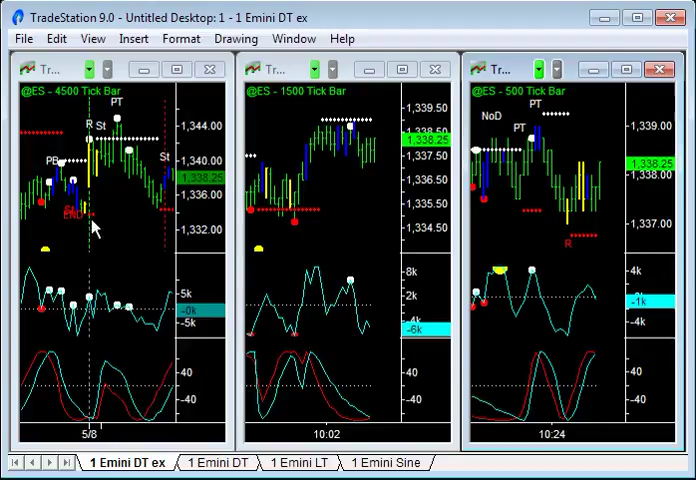 TradeStation 9.0 - Untitled Desktop: 1 - 1 Emini DT ex
File Edit View Insert Format Drawing Window Help
Tr...
@ES - 4500 Tick Bar
PT
R
St
PB
St
St
END
1,344.00
1,340.00
1,338.25
1,336.00
1,332.00
5k
-0k
-5k
40
-40
5/8
Tr...
@ES - 1500 Tick Bar
1,339.50
1,338.50
1,338.25
1,337.50
1,336.50
1,335.50
1,334.50
8k
2k
-4k
-6k
40
-40
10:02
Tr...
@ES - 500 Tick Bar
NoD
PT
PT
R
1,339.00
1,338.25
1,338.00
1,337.00
4k
-1k
-4k
40
-40
10:24
1 Emini DT ex 1 Emini DT 1 Emini LT 1 Emini Sine